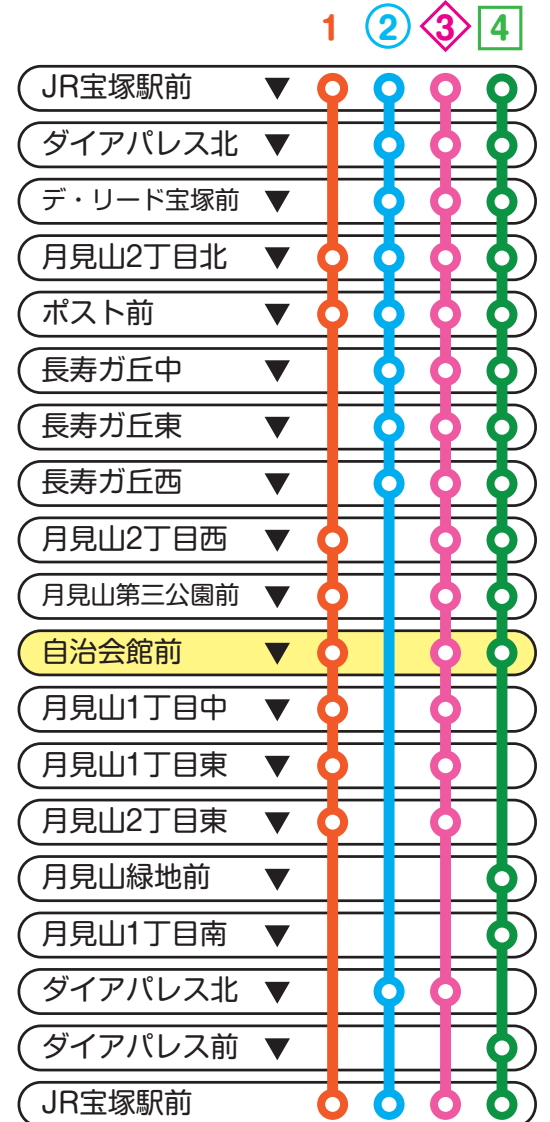 1 2 3 4
JR宝塚駅前 ▼
ダイアパレス北 ▼
デ・リード宝塚前 ▼
月見山2丁目北 ▼
ポスト前 ▼
長寿ガ丘中 ▼
長寿ガ丘東 ▼
長寿ガ丘西 ▼
月見山2丁目西 ▼
月見山第三公園前 ▼
自治会館前 ▼
月見山1丁目中 ▼
月見山1丁目東 ▼
月見山2丁目東 ▼
月見山緑地前 ▼
月見山1丁目南 ▼
ダイアパレス北 ▼
ダイアパレス前 ▼
JR宝塚駅前